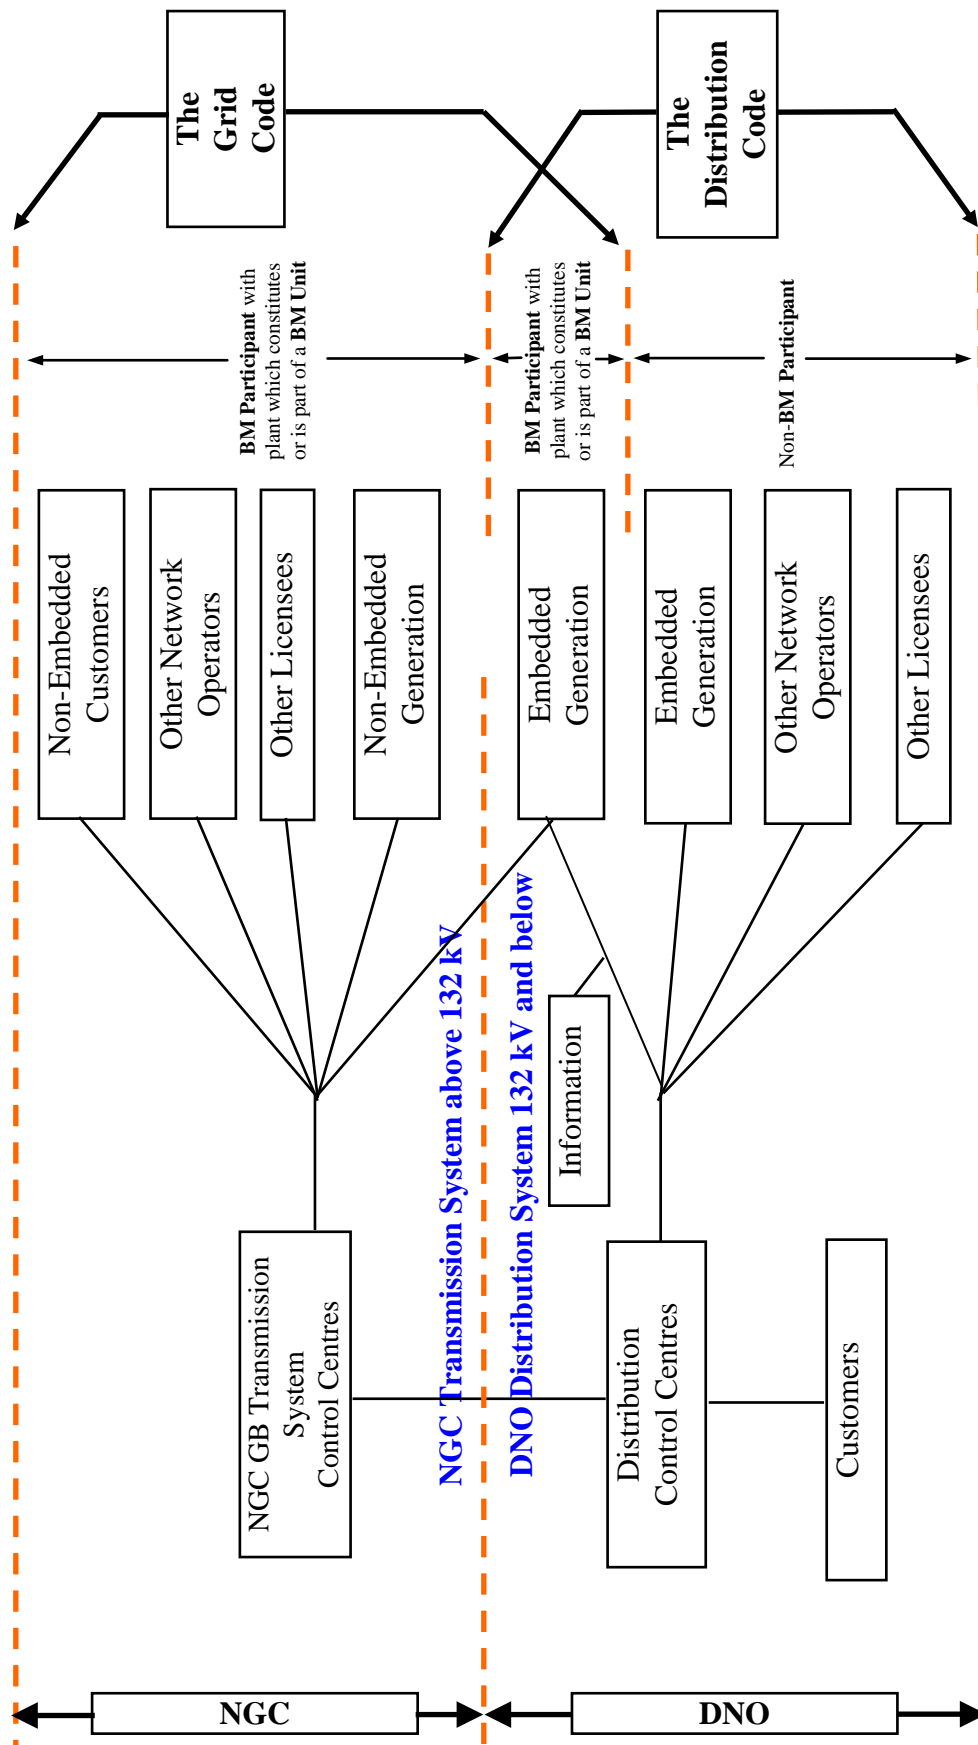 NGC
DNO
NGC GB Transmission
System
Control Centres
Distribution
Control Centres
Customers
NGC Transmission System above 132 kV
DNO Distribution System 132 kV and below
Information
Non-Embedded
Customers
Other Network
Operators
Other Licensees
Non-Embedded
Generation
Embedded
Generation
Embedded
Generation
Other Network
Operators
Other Licensees
BM Participant with
plant which constitutes
or is part of a BM Unit
BM Participant with
plant which constitutes
or is part of a BM Unit
Non-BM Participant
The
Grid
Code
The
Distribution
Code